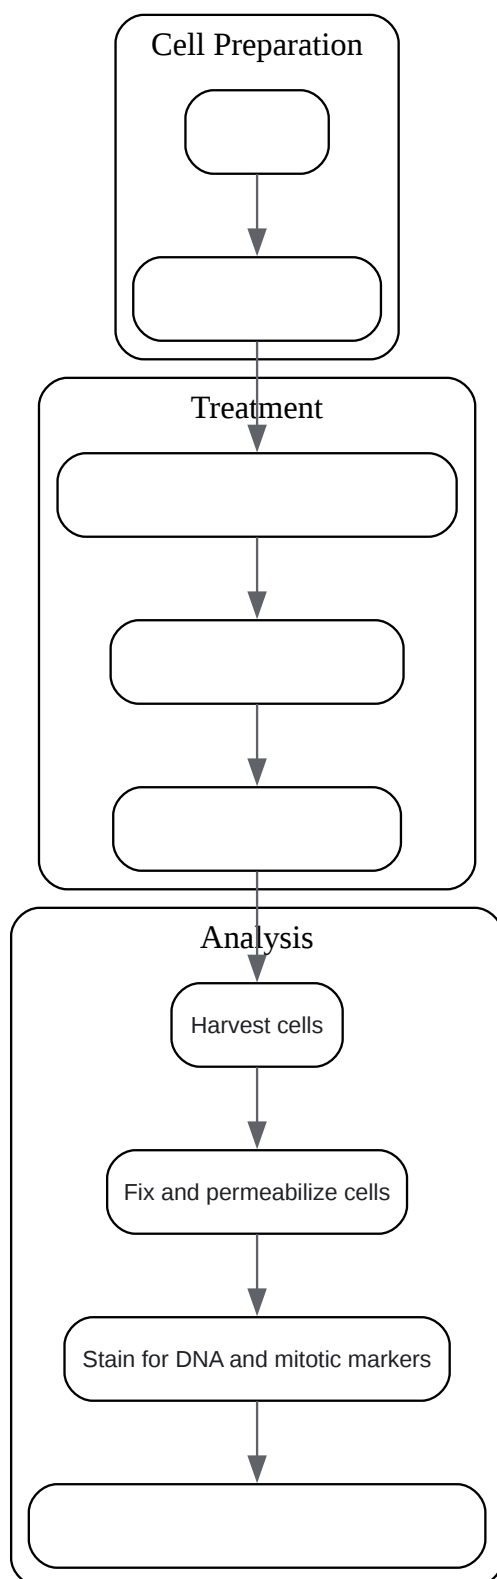 Cell Preparation
Treatment
Analysis
Harvest cells
Fix and permeabilize cells
Stain for DNA and mitotic markers